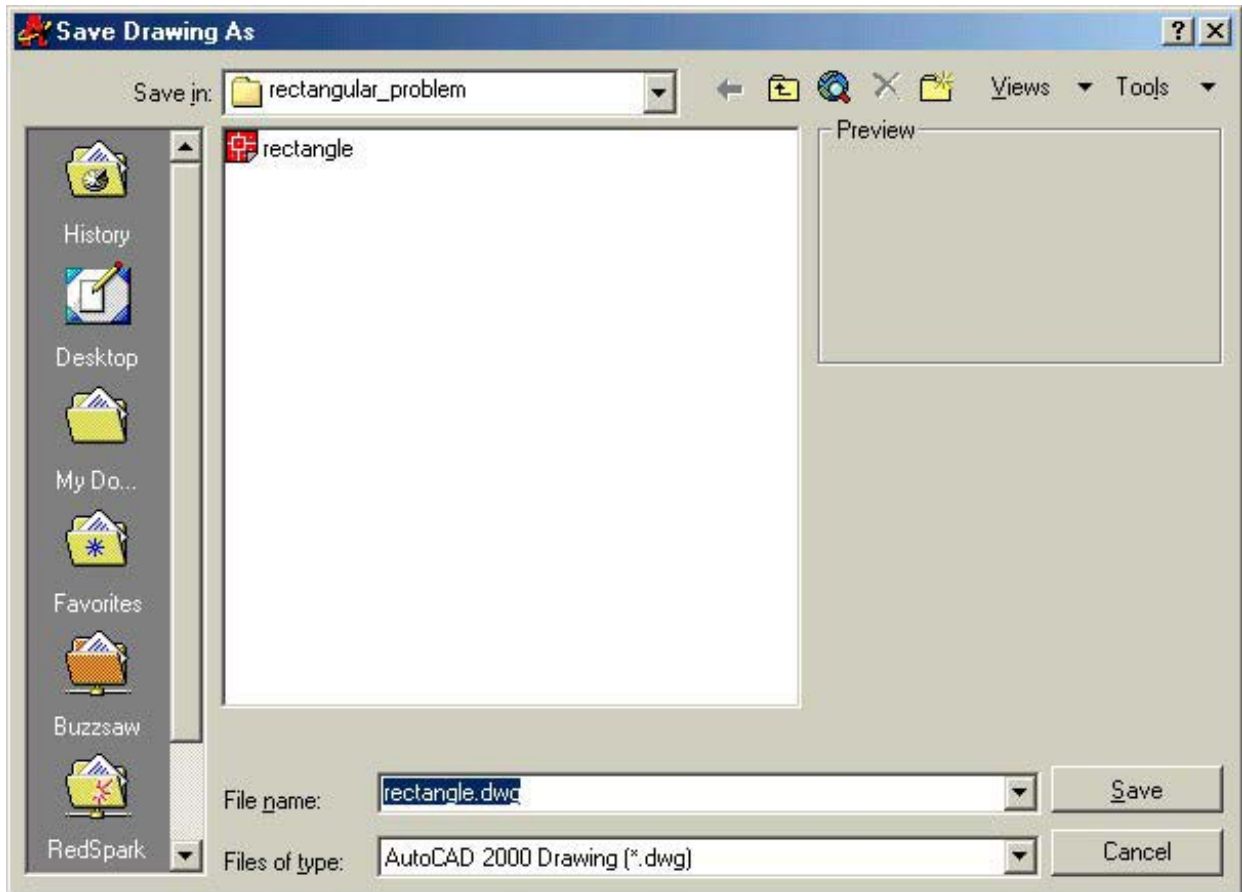 Save Drawing As
Save in:
rectangular_problem
Views
Tools
rectangle
Preview
History
Desktop
My Do...
Favorites
Buzzsaw
RedSpark
File name:
rectangle.dwg
Save
Files of type:
AutoCAD 2000 Drawing (*.dwg)
Cancel